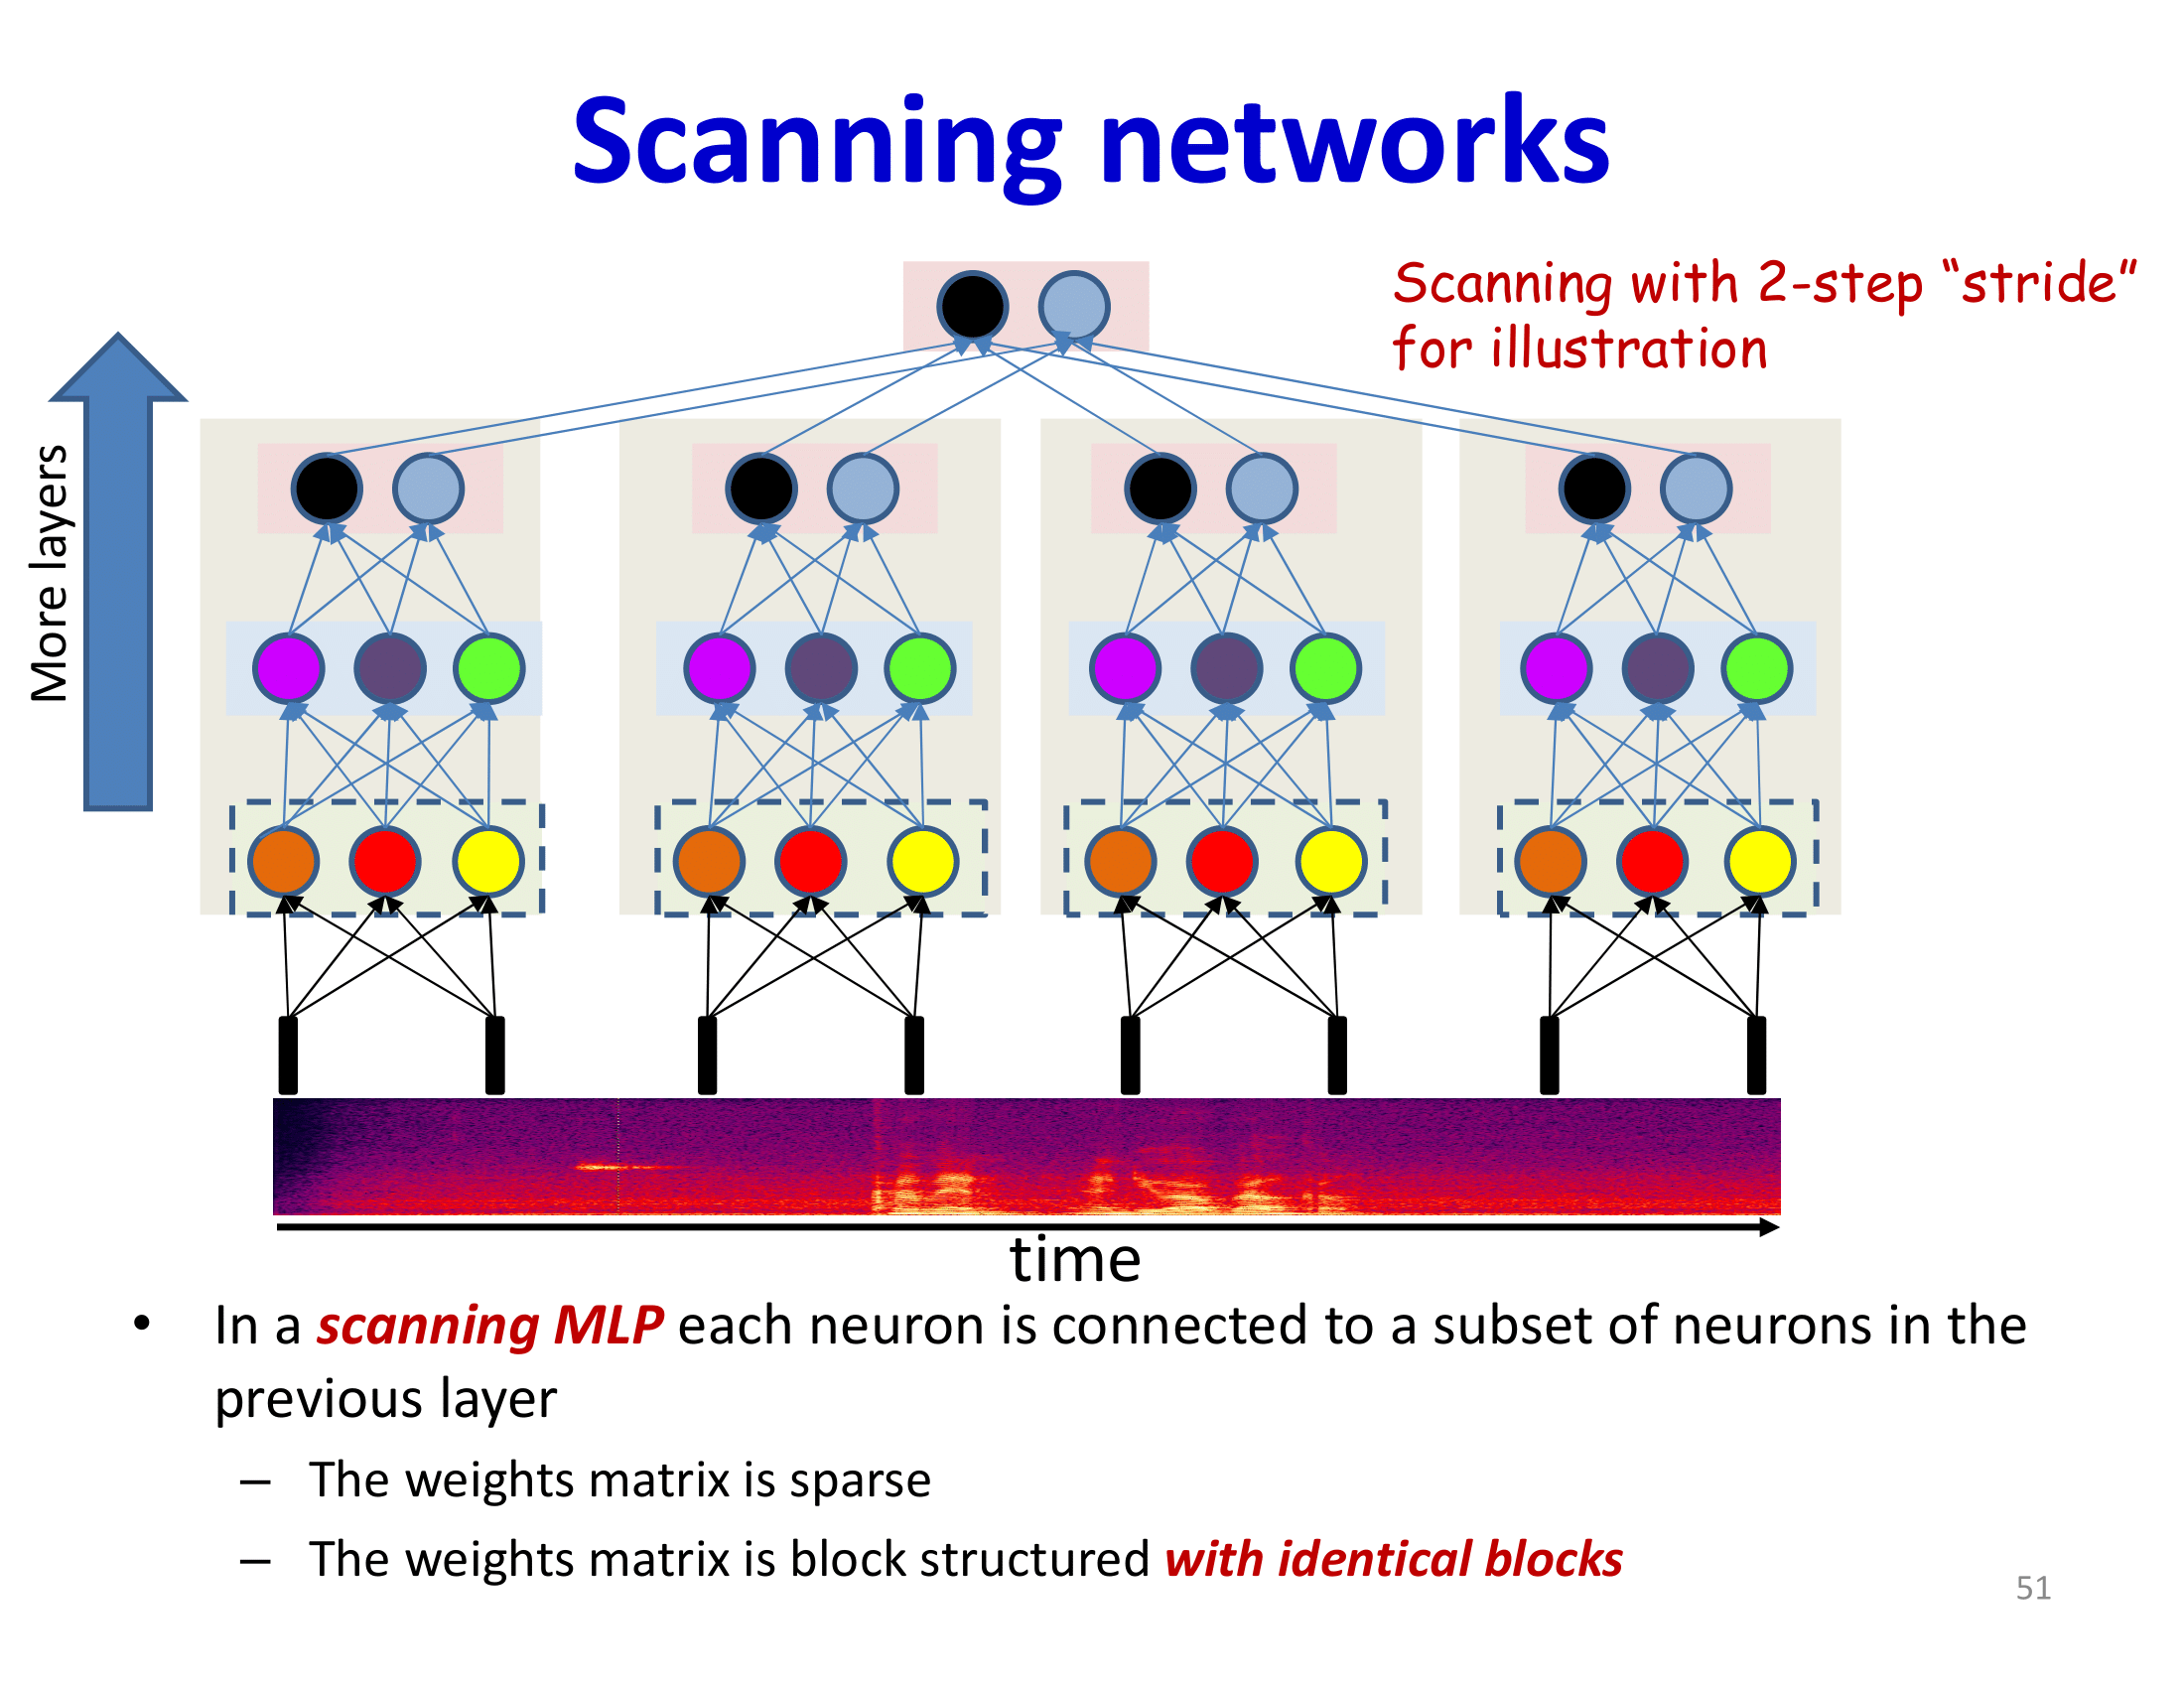 Scanning networks
Scanning with 2-step “stride”
for illustration
More layers
time
• In a scanning MLP each neuron is connected to a subset of neurons in the
previous layer
– The weights matrix is sparse
– The weights matrix is block structured with identical blocks
51